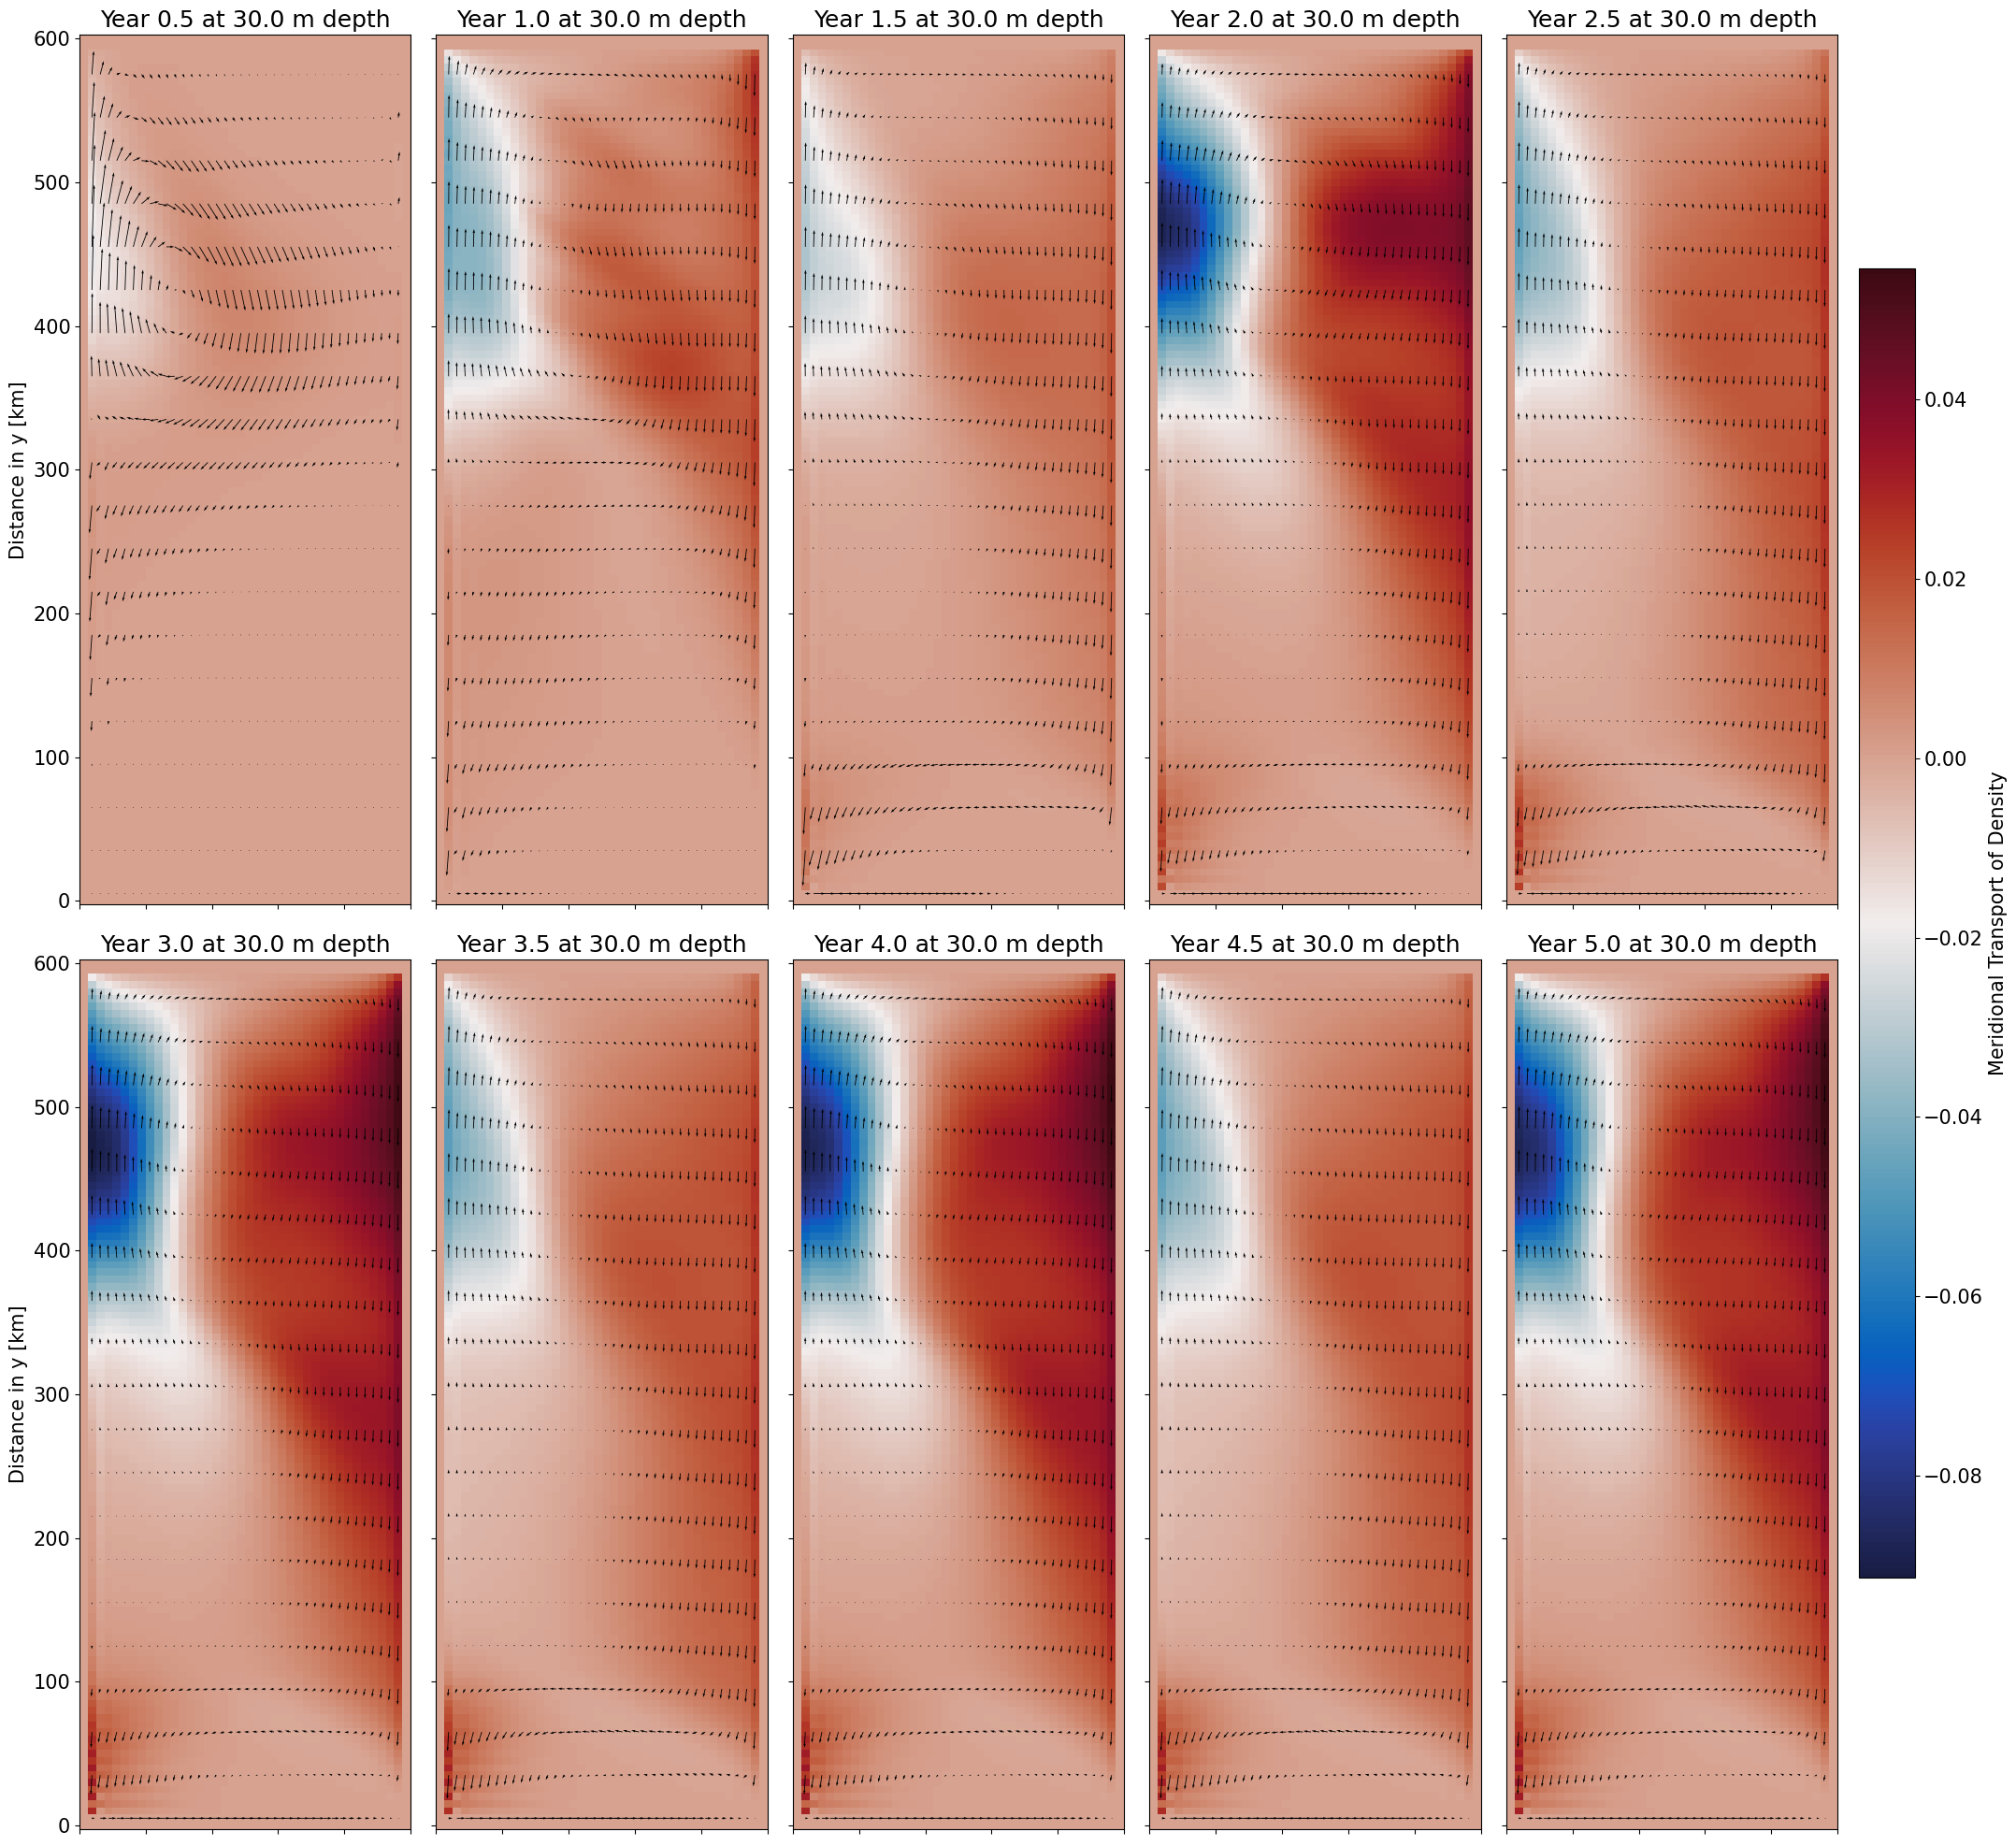 Year 0.5 at 30.0 m depth
Year 1.0 at 30.0 m depth
Year 1.5 at 30.0 m depth
Year 2.0 at 30.0 m depth
Year 2.5 at 30.0 m depth
600
500
400
300
200
100
0
Distance in y [km]
Year 3.0 at 30.0 m depth
Year 3.5 at 30.0 m depth
Year 4.0 at 30.0 m depth
Year 4.5 at 30.0 m depth
Year 5.0 at 30.0 m depth
600
500
400
300
200
100
0
Distance in y [km]
0.04
0.02
0.00
−0.02
−0.04
−0.06
−0.08
Meridional Transport of Density